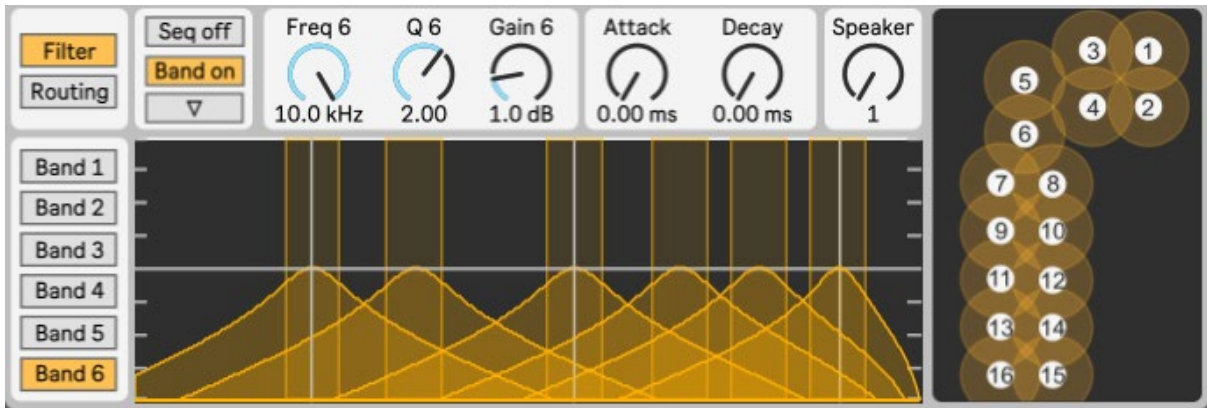 Filter
Routing
Seq off
Band on
▽
Freq 6 Q 6 Gain 6
10.0 kHz 2.00 1.0 dB
Attack Decay
0.00 ms 0.00 ms
Speaker
1
Band 1
Band 2
Band 3
Band 4
Band 5
Band 6
3 1
5
4 2
6
7 8
9 10
11 12
13 14
16 15